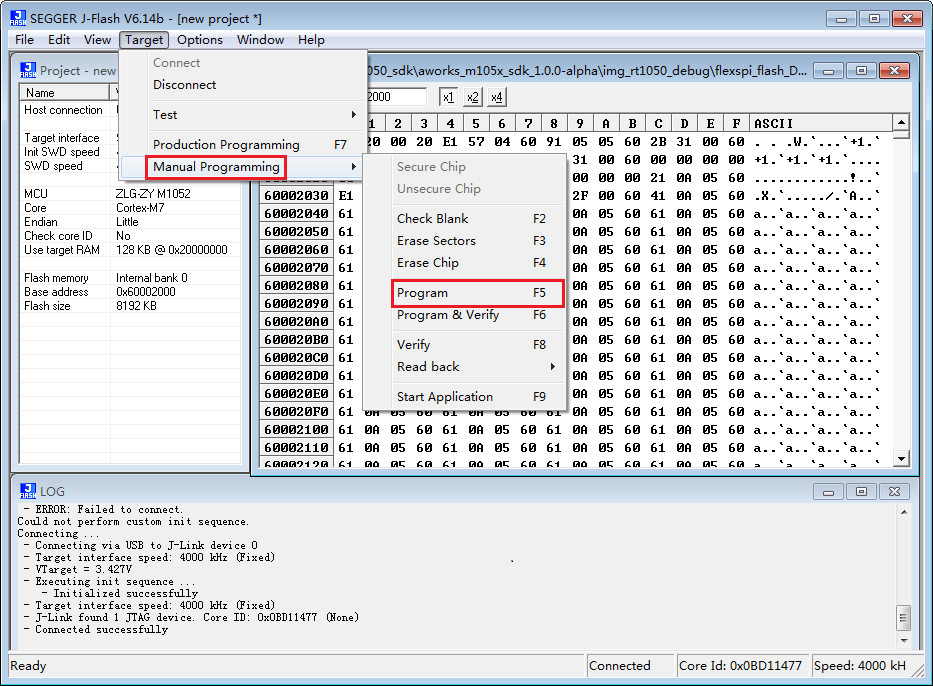 SEGGER J-Flash V6.14b - [new project *]
File Edit View Target Options Window Help
Project - new
050_sdk\aworks_m105x_sdk_1.0.0-alpha\img_rt1050_debug\flexspi_flash_D...
Connect
Disconnect
Test
Production Programming F7
Manual Programming
Secure Chip
Unsecure Chip
Check Blank F2
Erase Sectors F3
Erase Chip F4
Program F5
Program & Verify F6
Verify F8
Read back
Start Application F9
Name
Host connection
Target interface
Init SWD speed
SWD speed
MCU ZLG-ZY M1052
Core Cortex-M7
Endian Little
Check core ID No
Use target RAM 128 KB @ 0x20000000
Flash memory Internal bank 0
Base address 0x60002000
Flash size 8192 KB
2000 x1 x2 x4
1 2 3 4 5 6 7 8 9 A B C D E F ASCII
20 00 20 E1 57 04 60 91 05 05 60 2B 31 00 60 . . .W.`...`+1.`
31 00 60 00 00 00 60 +1.`+1.`+1.`....
00 00 00 21 0A 05 60 ............!..`
60002030 E1 2F 00 60 41 0A 05 60 .X.`..../.`A..`
60002040 61 0A 05 60 61 0A 05 60 a..`a..`a..`a..`
60002050 61 0A 05 60 61 0A 05 60 a..`a..`a..`a..`
60002060 61 0A 05 60 61 0A 05 60 a..`a..`a..`a..`
60002070 61 0A 05 60 61 0A 05 60 a..`a..`a..`a..`
60002080 61 0A 05 60 61 0A 05 60 a..`a..`a..`a..`
60002090 61 0A 05 60 61 0A 05 60 a..`a..`a..`a..`
600020A0 61 0A 05 60 61 0A 05 60 a..`a..`a..`a..`
600020B0 61 0A 05 60 61 0A 05 60 a..`a..`a..`a..`
600020C0 61 0A 05 60 61 0A 05 60 a..`a..`a..`a..`
600020D0 61 0A 05 60 61 0A 05 60 a..`a..`a..`a..`
600020E0 61 0A 05 60 61 0A 05 60 a..`a..`a..`a..`
600020F0 61 0A 05 60 61 0A 05 60 61 0A 05 60 61 0A 05 60 a..`a..`a..`a..`
60002100 61 0A 05 60 61 0A 05 60 61 0A 05 60 61 0A 05 60 a..`a..`a..`a..`
60002110 61 0A 05 60 61 0A 05 60 61 0A 05 60 61 0A 05 60 a..`a..`a..`a..`
60002120 61 0A 05 60 61 0A 05 60 61 0A 05 60 61 0A 05 60 a..`a..`a..`a..`
LOG
- ERROR: Failed to connect.
Could not perform custom init sequence.
Connecting ...
- Connecting via USB to J-Link device 0
- Target interface speed: 4000 kHz (Fixed)
- VTarget = 3.427V
- Executing init sequence ...
- Initialized successfully
- Target interface speed: 4000 kHz (Fixed)
- J-Link found 1 JTAG device. Core ID: 0x0BD11477 (None)
- Connected successfully
Ready Connected Core Id: 0x0BD11477 Speed: 4000 kH